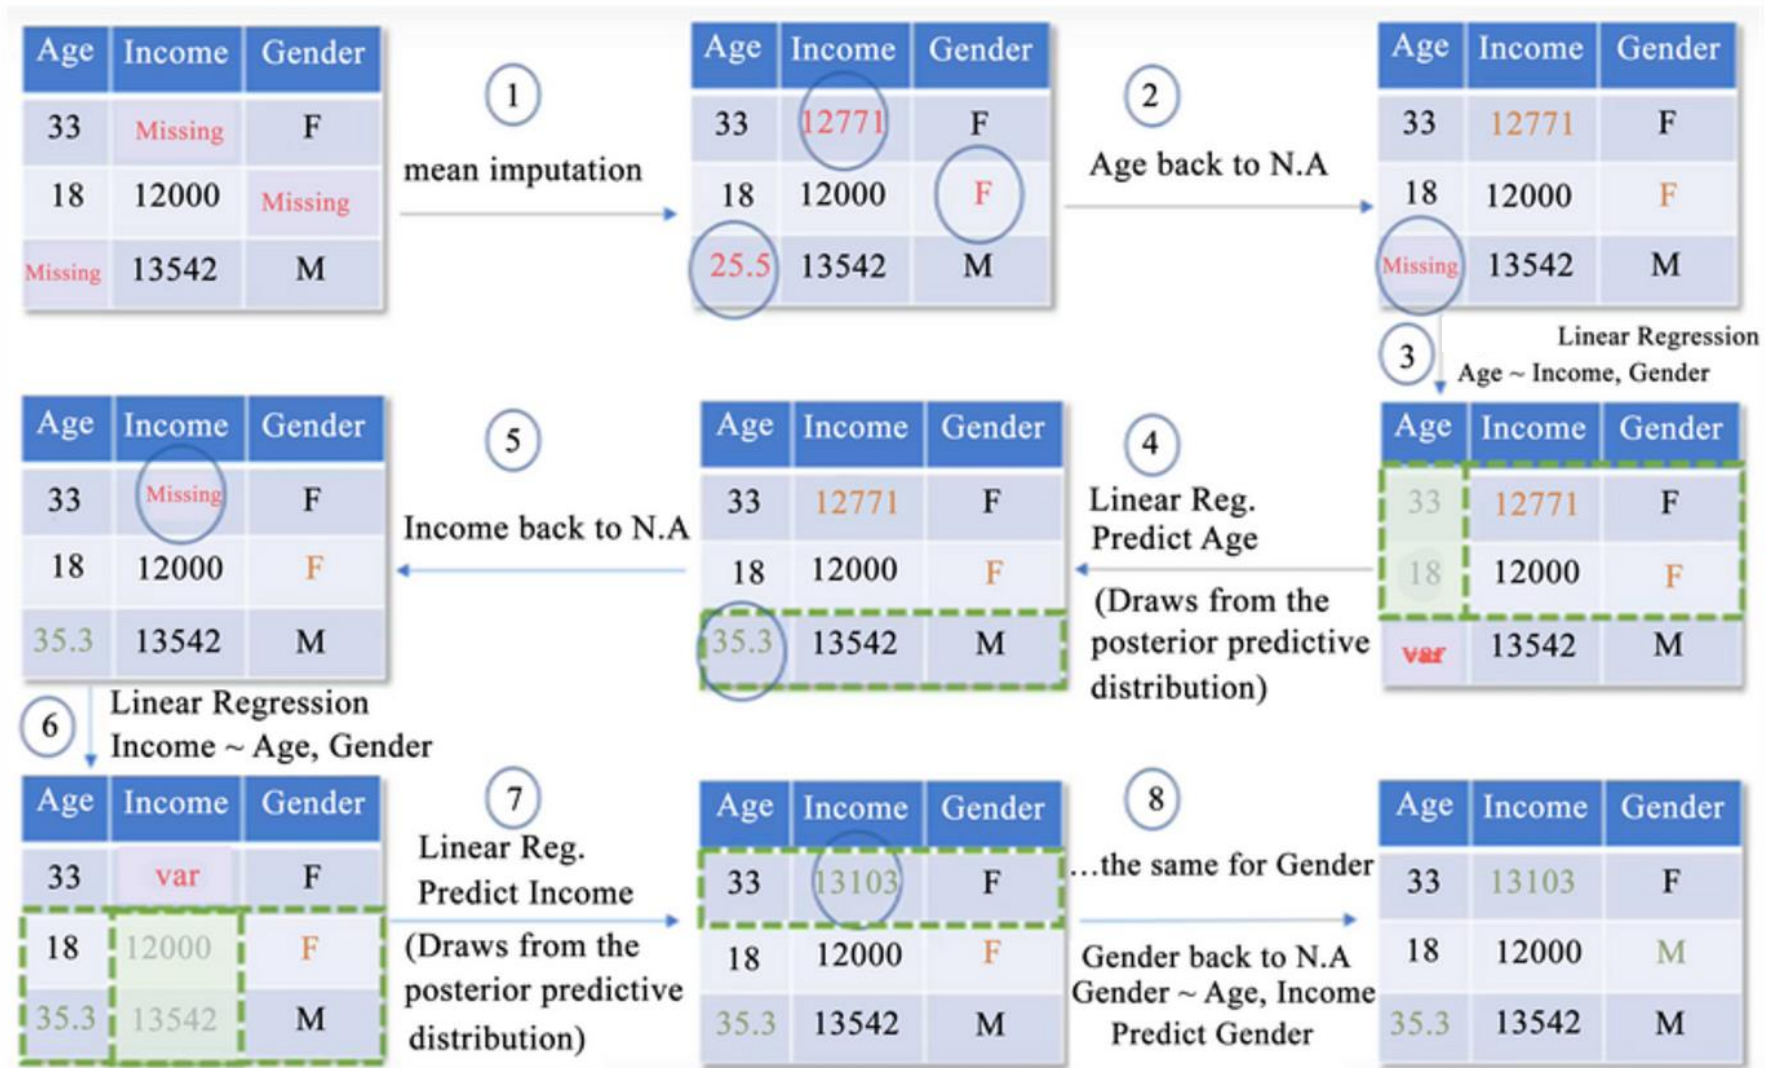 Age Income Gender
33 Missing F
18 12000 Missing
Missing 13542 M
1
mean imputation
Age Income Gender
33 12771 F
18 12000 F
25.5 13542 M
2
Age back to N.A
Age Income Gender
33 12771 F
18 12000 F
Missing 13542 M
3
Linear Regression
Age ~ Income, Gender
Age Income Gender
33 12771 F
18 12000 F
var 13542 M
4
Linear Reg.
Predict Age
(Draws from the
posterior predictive
distribution)
Age Income Gender
33 12771 F
18 12000 F
35.3 13542 M
5
Income back to N.A
Age Income Gender
33 Missing F
18 12000 F
35.3 13542 M
6
Linear Regression
Income ~ Age, Gender
Age Income Gender
33 var F
18 12000 F
35.3 13542 M
7
Linear Reg.
Predict Income
(Draws from the
posterior predictive
distribution)
Age Income Gender
33 13103 F
18 12000 F
35.3 13542 M
8
...the same for Gender
Gender back to N.A
Gender ~ Age, Income
Predict Gender
Age Income Gender
33 13103 F
18 12000 M
35.3 13542 M